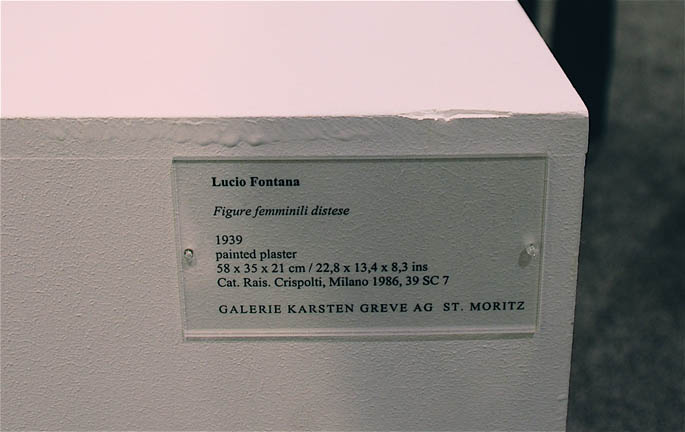 Lucio Fontana
Figure femminili distese
1939
painted plaster
58 x 35 x 21 cm / 22,8 x 13,4 x 8,3 ins
Cat. Rais. Crispolti, Milano 1986, 39 SC 7
GALERIE KARSTEN GREVE AG ST. MORITZ